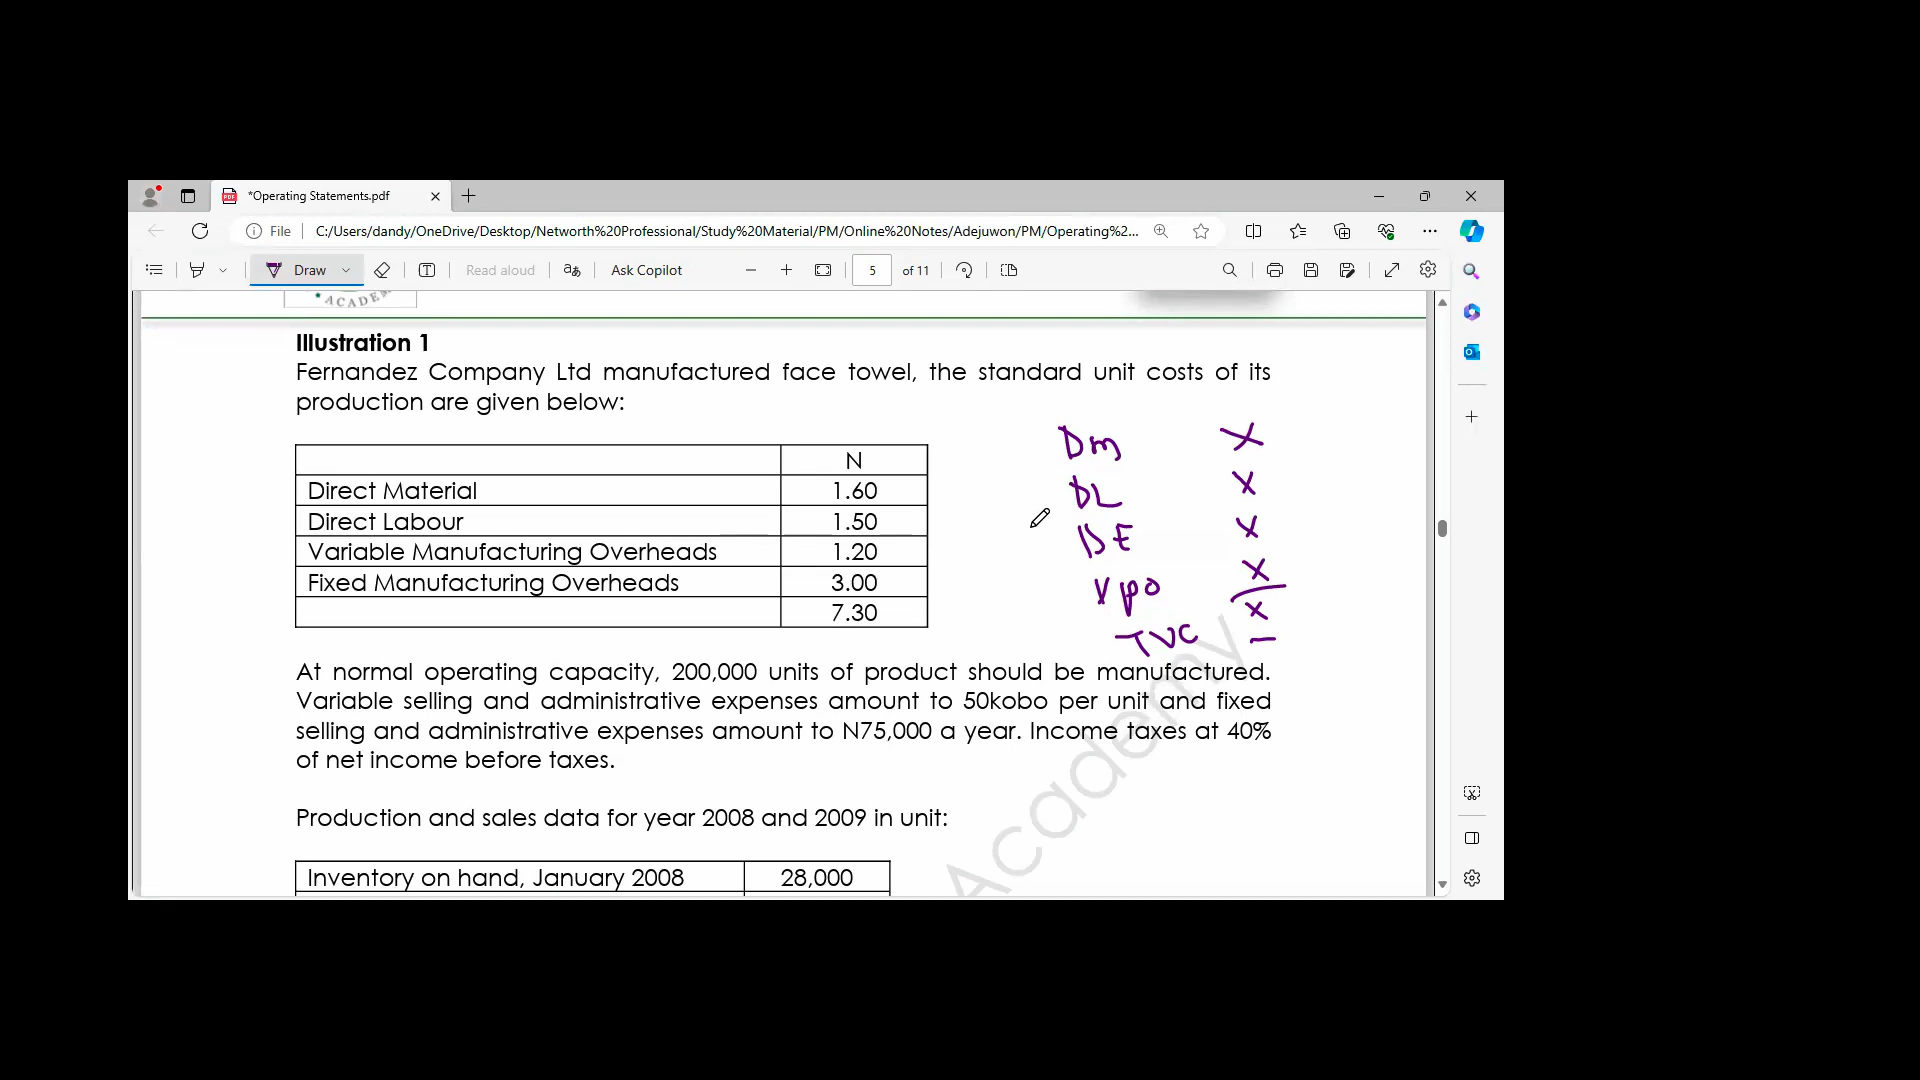 *Operating Statements.pdf
File C:/Users/dandy/OneDrive/Desktop/Networth%20Professional/Study%20Material/PM/Online%20Notes/Adejuwon/PM/Operating%2...
Draw Read aloud aあ Ask Copilot 5 of 11
ACADEM
Illustration 1
Fernandez Company Ltd manufactured face towel, the standard unit costs of its
production are given below:
N
Direct Material 1.60
Direct Labour 1.50
Variable Manufacturing Overheads 1.20
Fixed Manufacturing Overheads 3.00
7.30
Dm X
DL X
DE X
Vpo X
X
TVC
At normal operating capacity, 200,000 units of product should be manufactured.
Variable selling and administrative expenses amount to 50kobo per unit and fixed
selling and administrative expenses amount to N75,000 a year. Income taxes at 40%
of net income before taxes.
Production and sales data for year 2008 and 2009 in unit:
Inventory on hand, January 2008 28,000
Academy